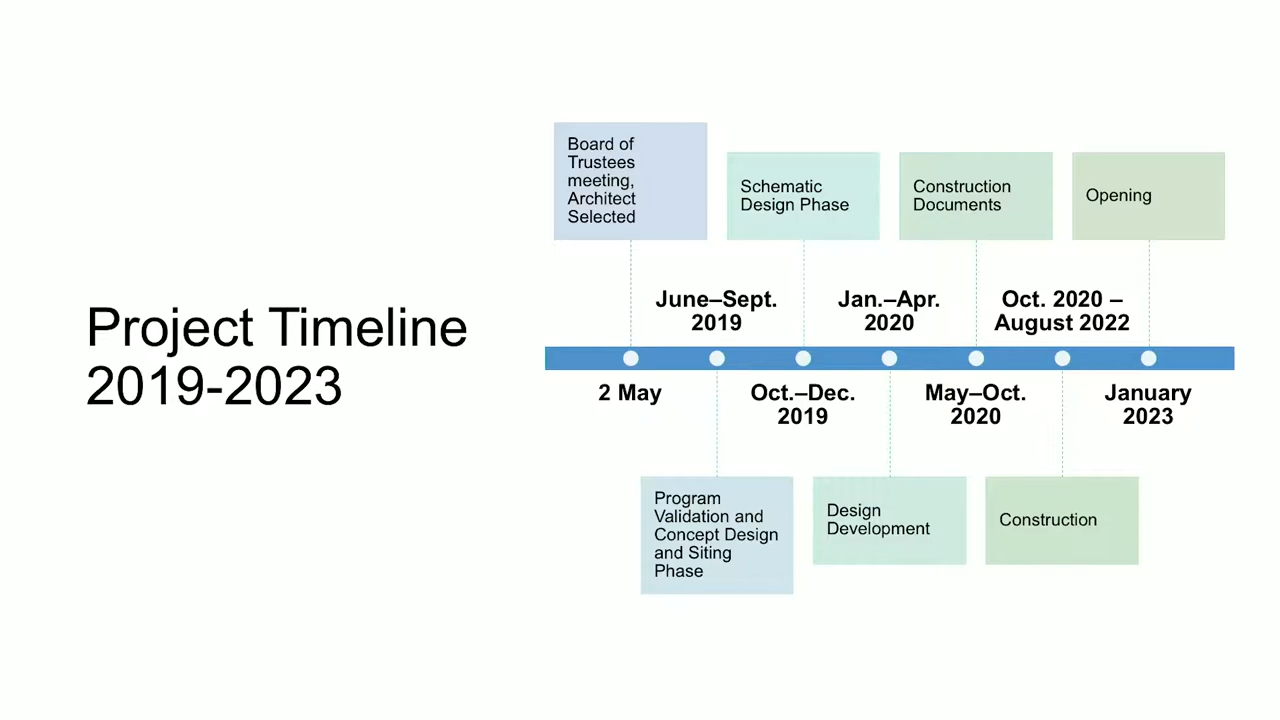 Project Timeline
2019-2023
Board of
Trustees
meeting,
Architect
Selected
Schematic
Design Phase
Construction
Documents
Opening
June–Sept.
2019
Jan.–Apr.
2020
Oct. 2020 –
August 2022
2 May
Oct.–Dec.
2019
May–Oct.
2020
January
2023
Program
Validation and
Concept Design
and Siting
Phase
Design
Development
Construction